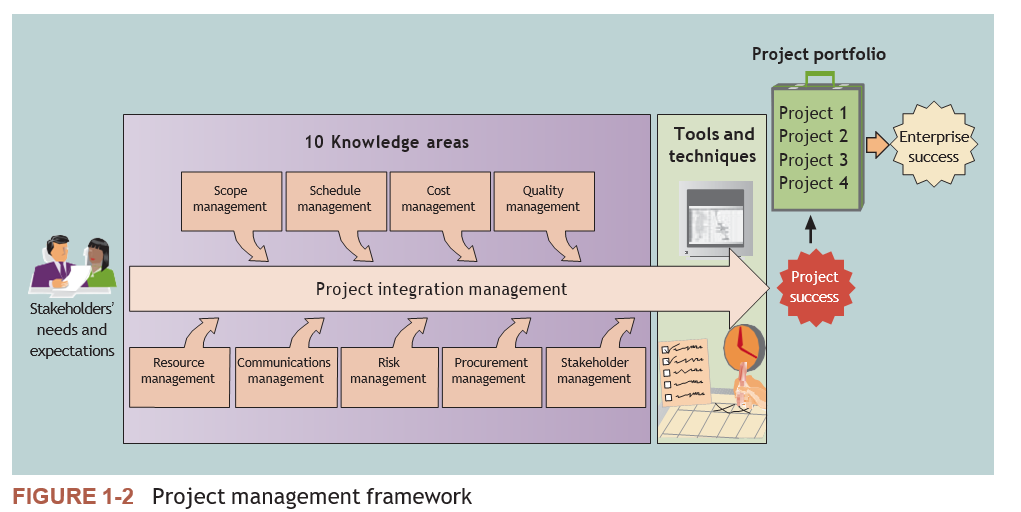 Project portfolio
Project 1
Project 2
Project 3
Project 4
Enterprise
success
10 Knowledge areas
Tools and
techniques
Scope
management
Schedule
management
Cost
management
Quality
management
Stakeholders’
needs and
expectations
Project integration management
Project
success
Resource
management
Communications
management
Risk
management
Procurement
management
Stakeholder
management
FIGURE 1-2 Project management framework